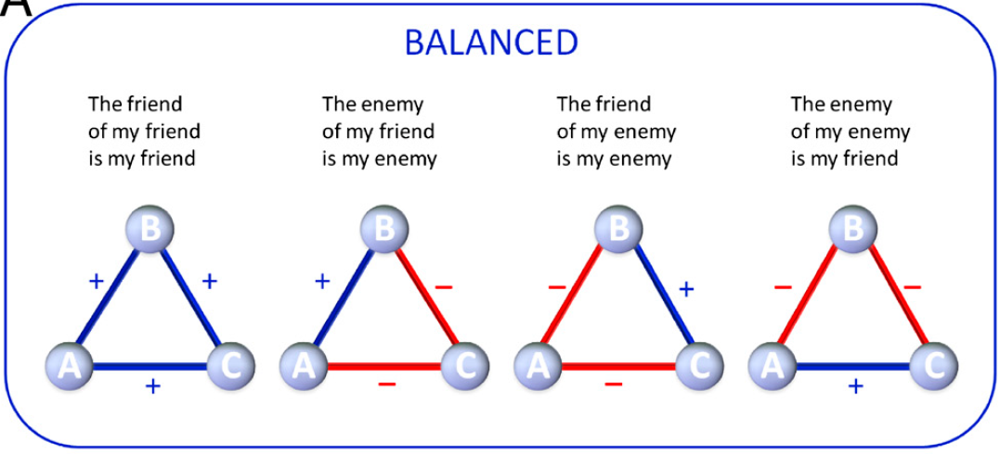 A
BALANCED
The friend
of my friend
is my friend
The enemy
of my friend
is my enemy
The friend
of my enemy
is my enemy
The enemy
of my enemy
is my friend
B
+ +
A C
+
B
+ −
A C
−
B
− +
A C
−
B
− −
A C
+